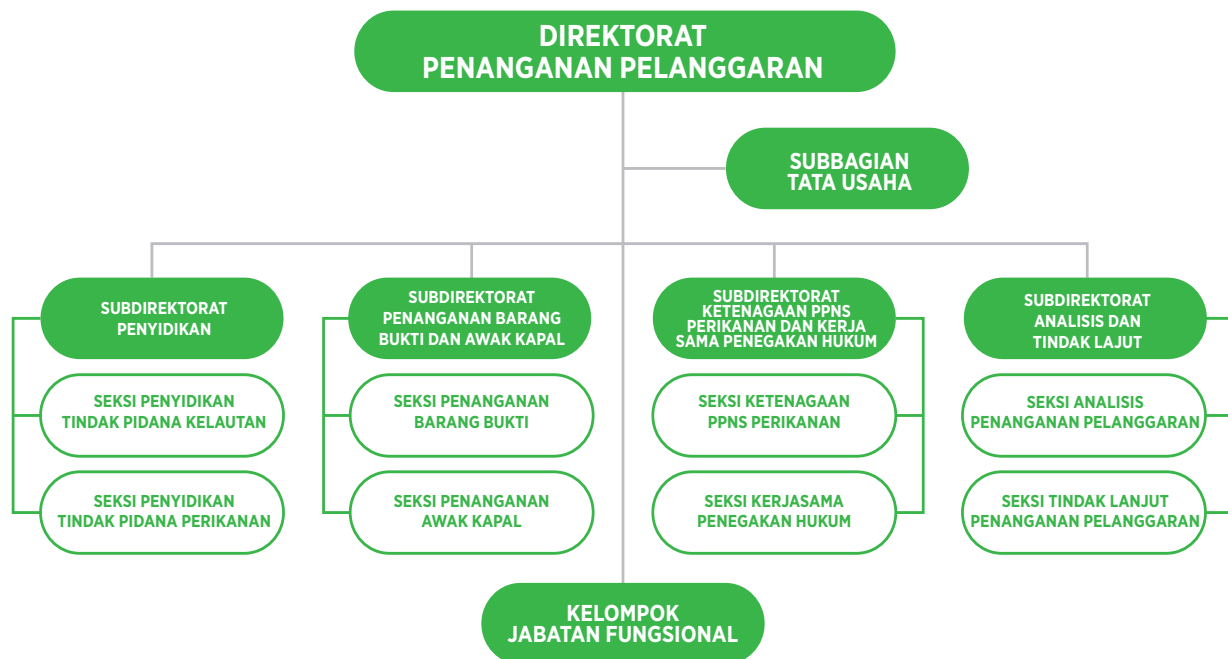 DIREKTORAT
PENANGANAN PELANGGARAN
SUBBAGIAN
TATA USAHA
SUBDIREKTORAT
PENYIDIKAN
SEKSI PENYIDIKAN
TINDAK PIDANA KELAUTAN
SEKSI PENYIDIKAN
TINDAK PIDANA PERIKANAN
SUBDIREKTORAT
PENANGANAN BARANG
BUKTI DAN AWAK KAPAL
SEKSI PENANGANAN
BARANG BUKTI
SEKSI PENANGANAN
AWAK KAPAL
SUBDIREKTORAT
KETENAGAAN PPNS
PERIKANAN DAN KERJA
SAMA PENEGAKAN HUKUM
SEKSI KETENAGAAN
PPNS PERIKANAN
SEKSI KERJASAMA
PENEGAKAN HUKUM
SUBDIREKTORAT
ANALISIS DAN
TINDAK LAJUT
SEKSI ANALISIS
PENANGANAN PELANGGARAN
SEKSI TINDAK LANJUT
PENANGANAN PELANGGARAN
KELOMPOK
JABATAN FUNGSIONAL